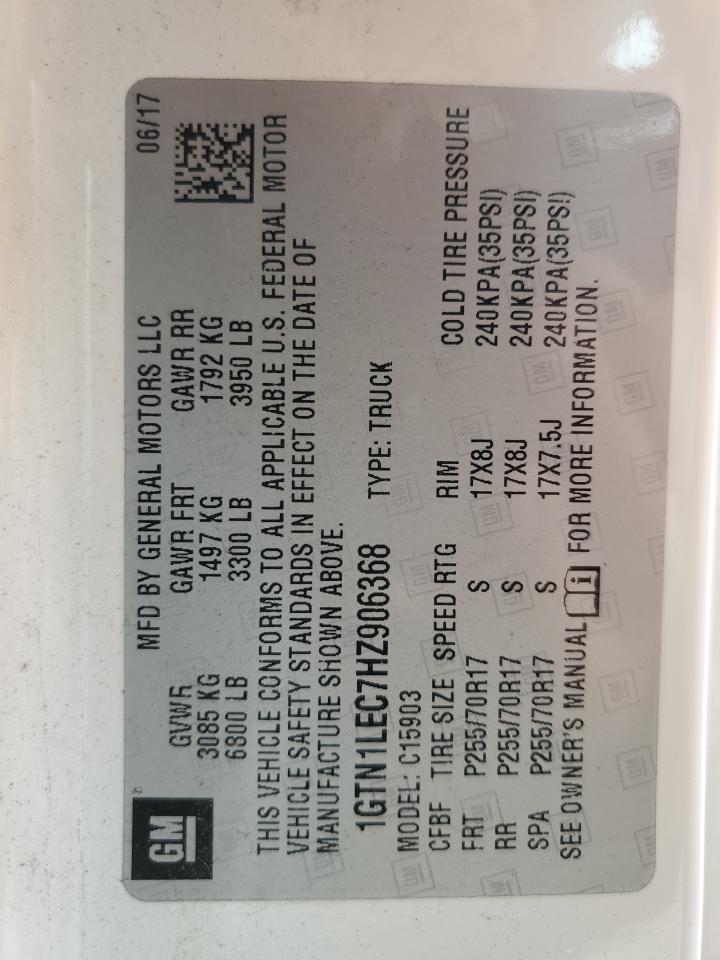 GM
MFD BY GENERAL MOTORS LLC 06/17
GVWR GAWR FRT GAWR RR
3085 KG 1497 KG 1792 KG
6800 LB 3300 LB 3950 LB
THIS VEHICLE CONFORMS TO ALL APPLICABLE U.S. FEDERAL MOTOR
VEHICLE SAFETY STANDARDS IN EFFECT ON THE DATE OF
MANUFACTURE SHOWN ABOVE.
1GTN1LEC7HZ906368 TYPE: TRUCK
MODEL: C15903
CFBF TIRE SIZE SPEED RTG RIM COLD TIRE PRESSURE
FRT P255/70R17 S 17X8J 240KPA(35PSI)
RR P255/70R17 S 17X8J 240KPA(35PSI)
SPA P255/70R17 S 17X7.5J 240KPA(35PSI)
SEE OWNER'S MANUAL i FOR MORE INFORMATION.